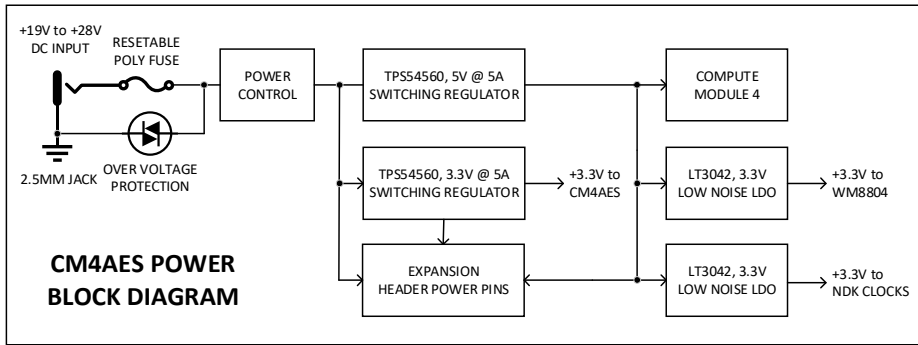 +19V to +28V
DC INPUT
RESETABLE
POLY FUSE
POWER
CONTROL
TPS54560, 5V @ 5A
SWITCHING REGULATOR
COMPUTE
MODULE 4
2.5MM JACK
OVER VOLTAGE
PROTECTION
TPS54560, 3.3V @ 5A
SWITCHING REGULATOR
+3.3V to
CM4AES
LT3042, 3.3V
LOW NOISE LDO
+3.3V to
WM8804
CM4AES POWER
BLOCK DIAGRAM
EXPANSION
HEADER POWER PINS
LT3042, 3.3V
LOW NOISE LDO
+3.3V to
NDK CLOCKS